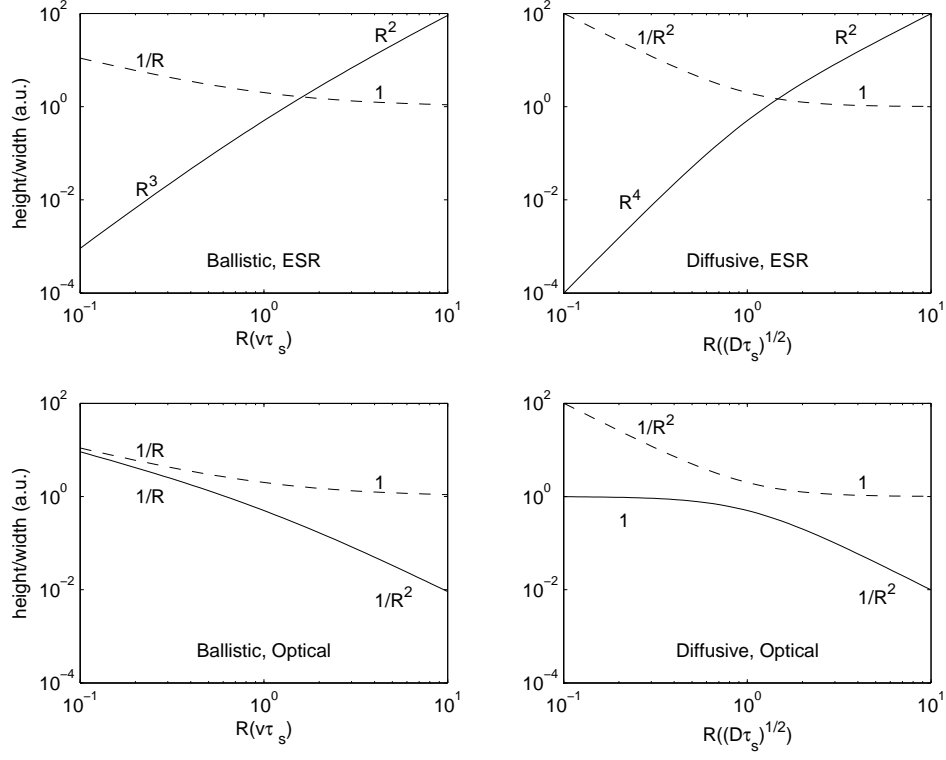 height/width (a.u.)
10^2
10^0
10^-2
10^-4
1/R
1
R^2
R^3
Ballistic, ESR
10^-1
10^0
10^1
R(vτ_s)
10^2
10^0
10^-2
10^-4
1/R^2
R^2
1
R^4
Diffusive, ESR
10^-1
10^0
10^1
R((Dτ_s)^1/2)
height/width (a.u.)
10^2
10^0
10^-2
10^-4
1/R
1/R
1
1/R^2
Ballistic, Optical
10^-1
10^0
10^1
R(vτ_s)
10^2
10^0
10^-2
10^-4
1/R^2
1
1
1/R^2
Diffusive, Optical
10^-1
10^0
10^1
R((Dτ_s)^1/2)